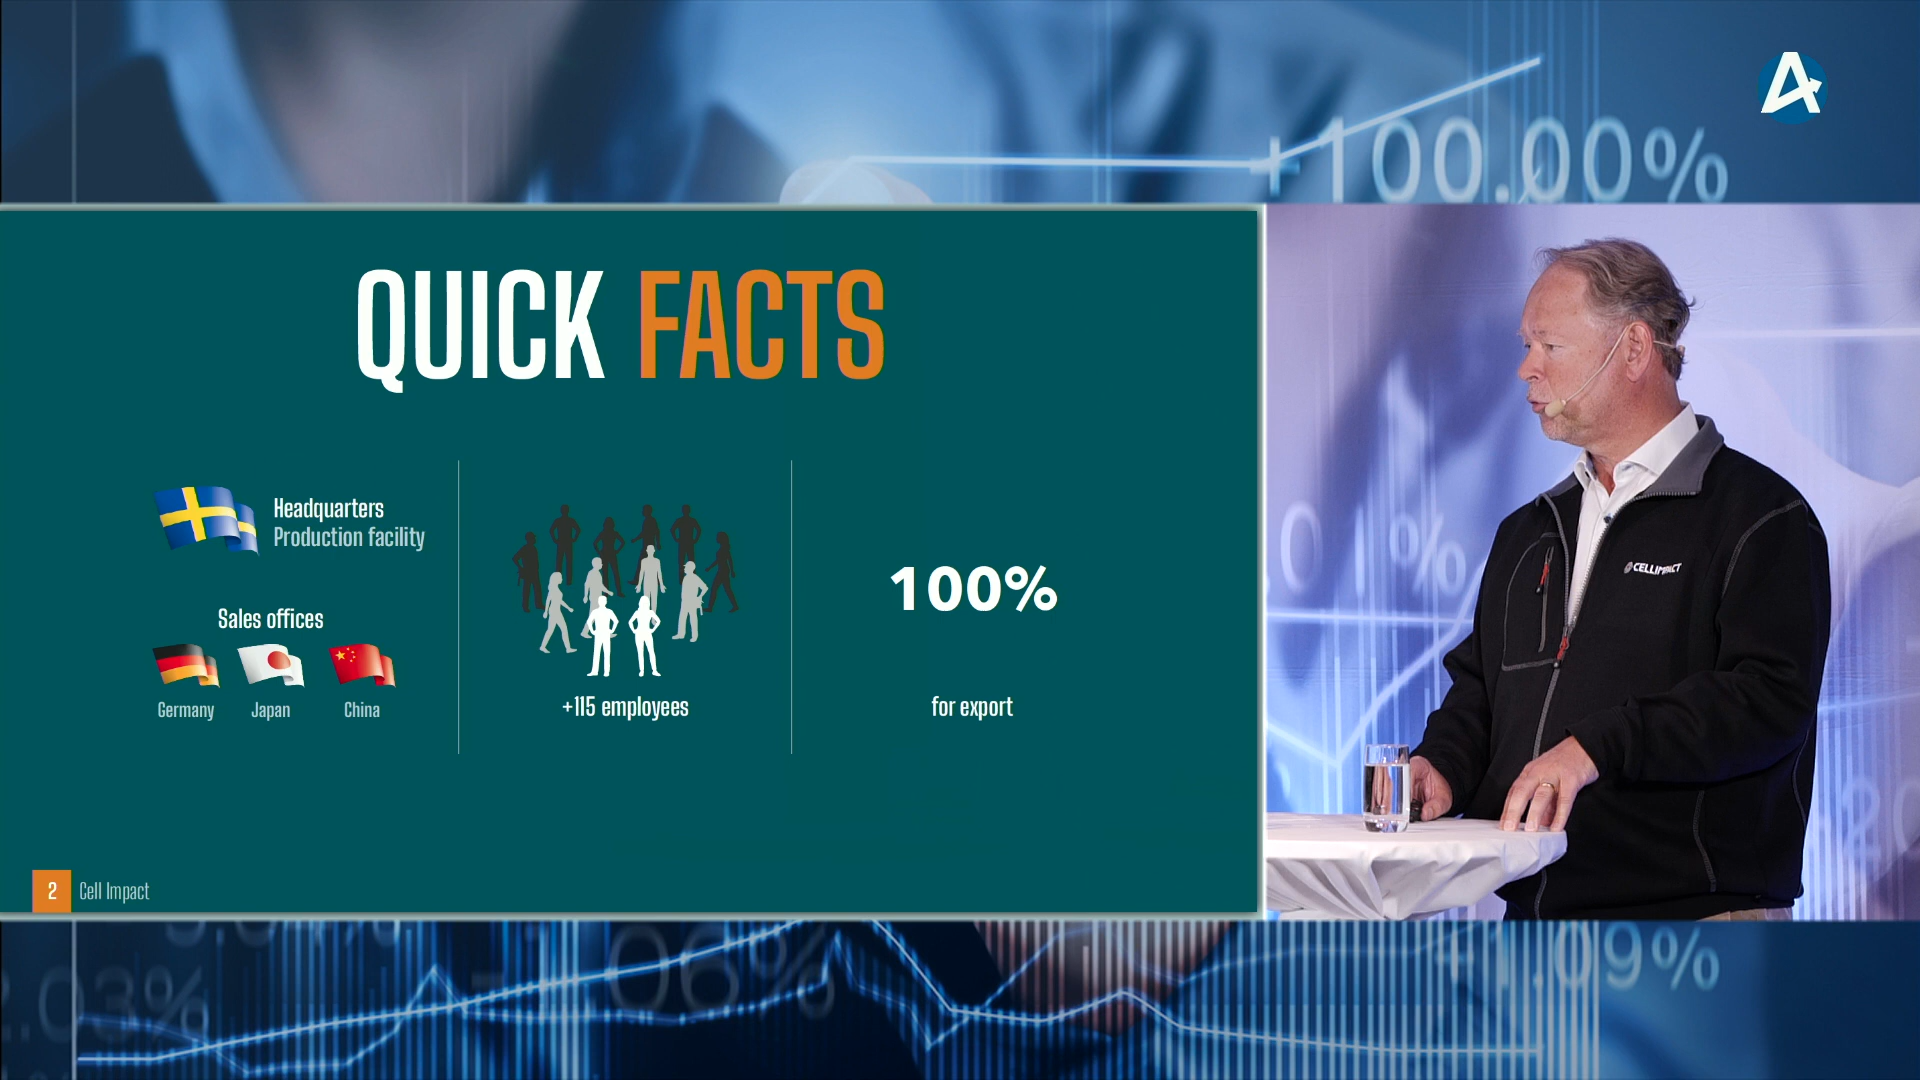 +100.00%
QUICK FACTS
Headquarters
Production facility
Sales offices
Germany
Japan
China
+115 employees
100%
for export
2
Cell Impact
CELLIMPACT